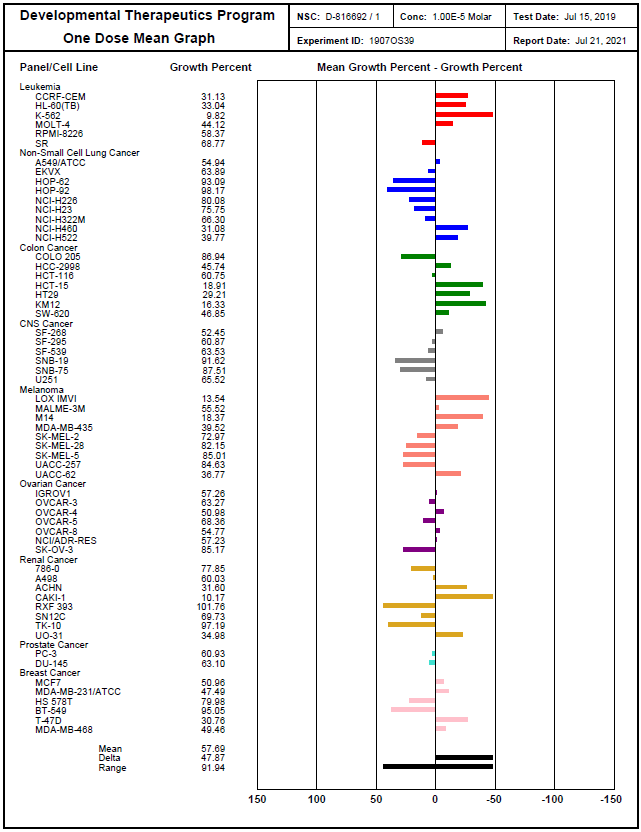 Developmental Therapeutics Program
One Dose Mean Graph
NSC: D-816692 / 1
Conc: 1.00E-5 Molar
Test Date: Jul 15, 2019
Experiment ID: 1907OS39
Report Date: Jul 21, 2021
Panel/Cell Line Growth Percent Mean Growth Percent - Growth Percent
Leukemia
CCRF-CEM 31.13
HL-60(TB) 33.04
K-562 9.82
MOLT-4 44.12
RPMI-8226 58.37
SR 68.77
Non-Small Cell Lung Cancer
A549/ATCC 54.94
EKVX 63.89
HOP-62 93.09
HOP-92 98.17
NCI-H226 80.08
NCI-H23 75.75
NCI-H322M 66.30
NCI-H460 31.08
NCI-H522 39.77
Colon Cancer
COLO 205 86.94
HCC-2998 45.74
HCT-116 60.75
HCT-15 18.91
HT29 29.21
KM12 16.33
SW-620 46.85
CNS Cancer
SF-268 52.45
SF-295 60.87
SF-539 63.53
SNB-19 91.62
SNB-75 87.51
U251 65.52
Melanoma
LOX IMVI 13.54
MALME-3M 55.52
M14 18.37
MDA-MB-435 39.52
SK-MEL-2 72.97
SK-MEL-28 82.15
SK-MEL-5 85.01
UACC-257 84.63
UACC-62 36.77
Ovarian Cancer
IGROV1 57.26
OVCAR-3 63.27
OVCAR-4 50.98
OVCAR-5 68.36
OVCAR-8 54.77
NCI/ADR-RES 57.23
SK-OV-3 85.17
Renal Cancer
786-0 77.85
A498 60.03
ACHN 31.60
CAKI-1 10.17
RXF 393 101.76
SN12C 69.73
TK-10 97.19
UO-31 34.98
Prostate Cancer
PC-3 60.93
DU-145 63.10
Breast Cancer
MCF7 50.96
MDA-MB-231/ATCC 47.49
HS 578T 79.98
BT-549 95.05
T-47D 30.76
MDA-MB-468 49.46
Mean 57.69
Delta 47.87
Range 91.94
150 100 50 0 -50 -100 -150